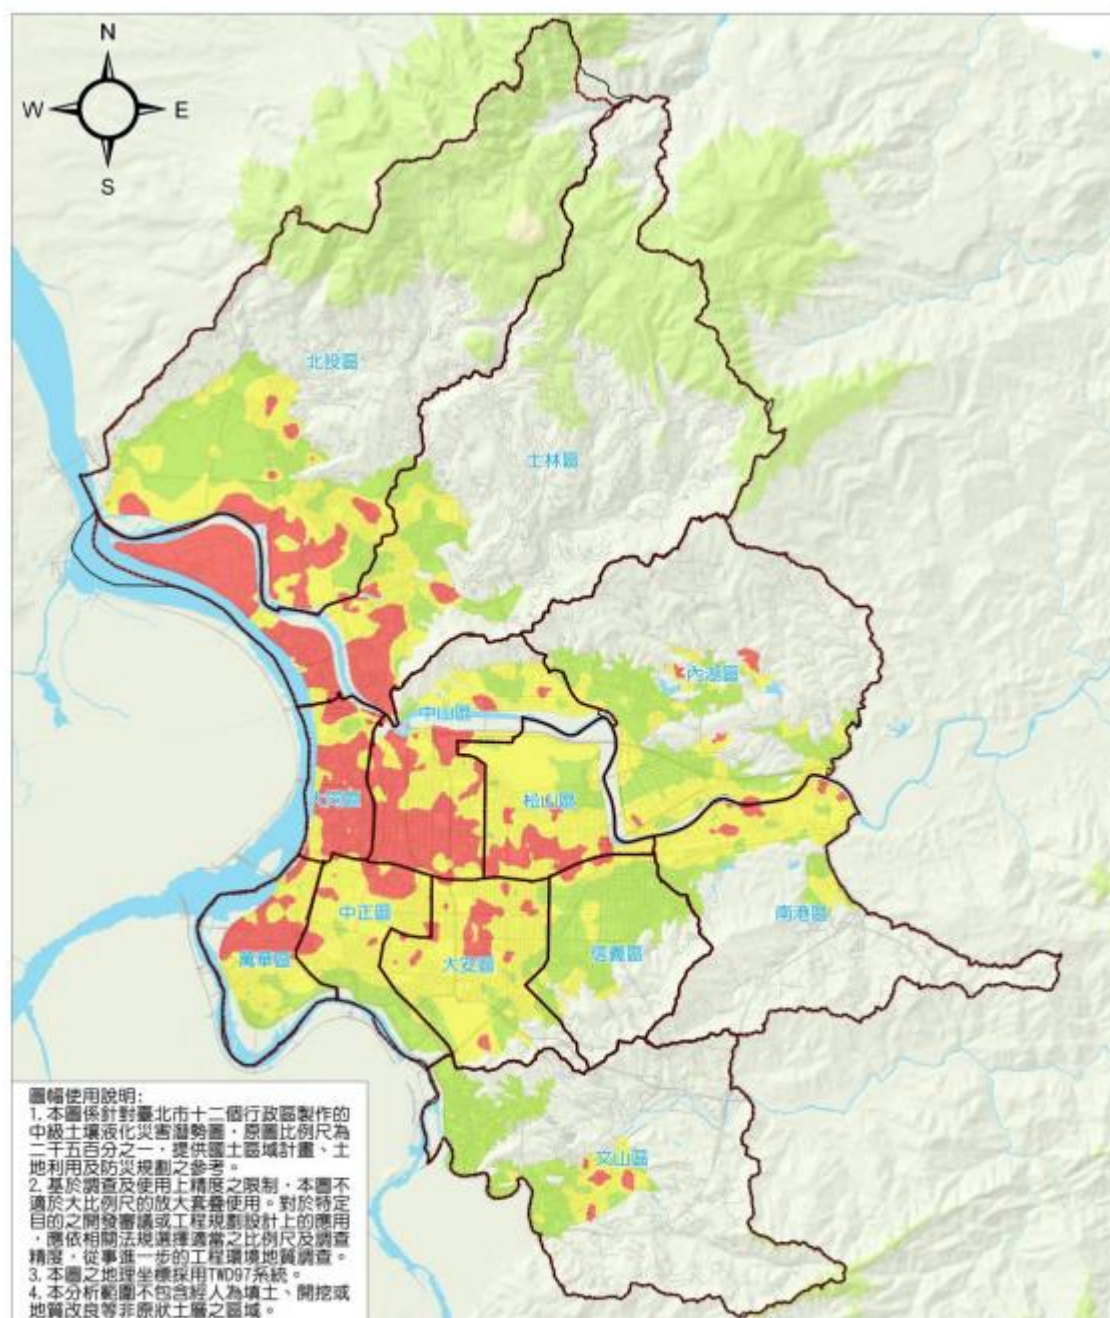 N
W E
S
北投區
士林區
內湖區
中山區
松山區
中正區
南港區
大安區
信義區
萬華區
文山區
圖幅使用說明:
1.本圖係針對臺北市十二個行政區製作的
中級土壤液化災害潛勢圖，原圖比例尺為
二千五百分之一，提供國土區域計畫、土
地利用及防災規劃之參考。
2.基於調查及使用上精度之限制，本圖不
適於大比例尺的放大套疊使用。對於特定
目的之開發審議或工程規劃設計上的應用
，應依相關法規選擇適當之比例尺及調查
精度，從事進一步的工程環境地質調查。
3.本圖之地理坐標採用TWD97系統。
4.本分析範圍不包含經人為填土、開挖或
地質改良等非原狀土層之區域。